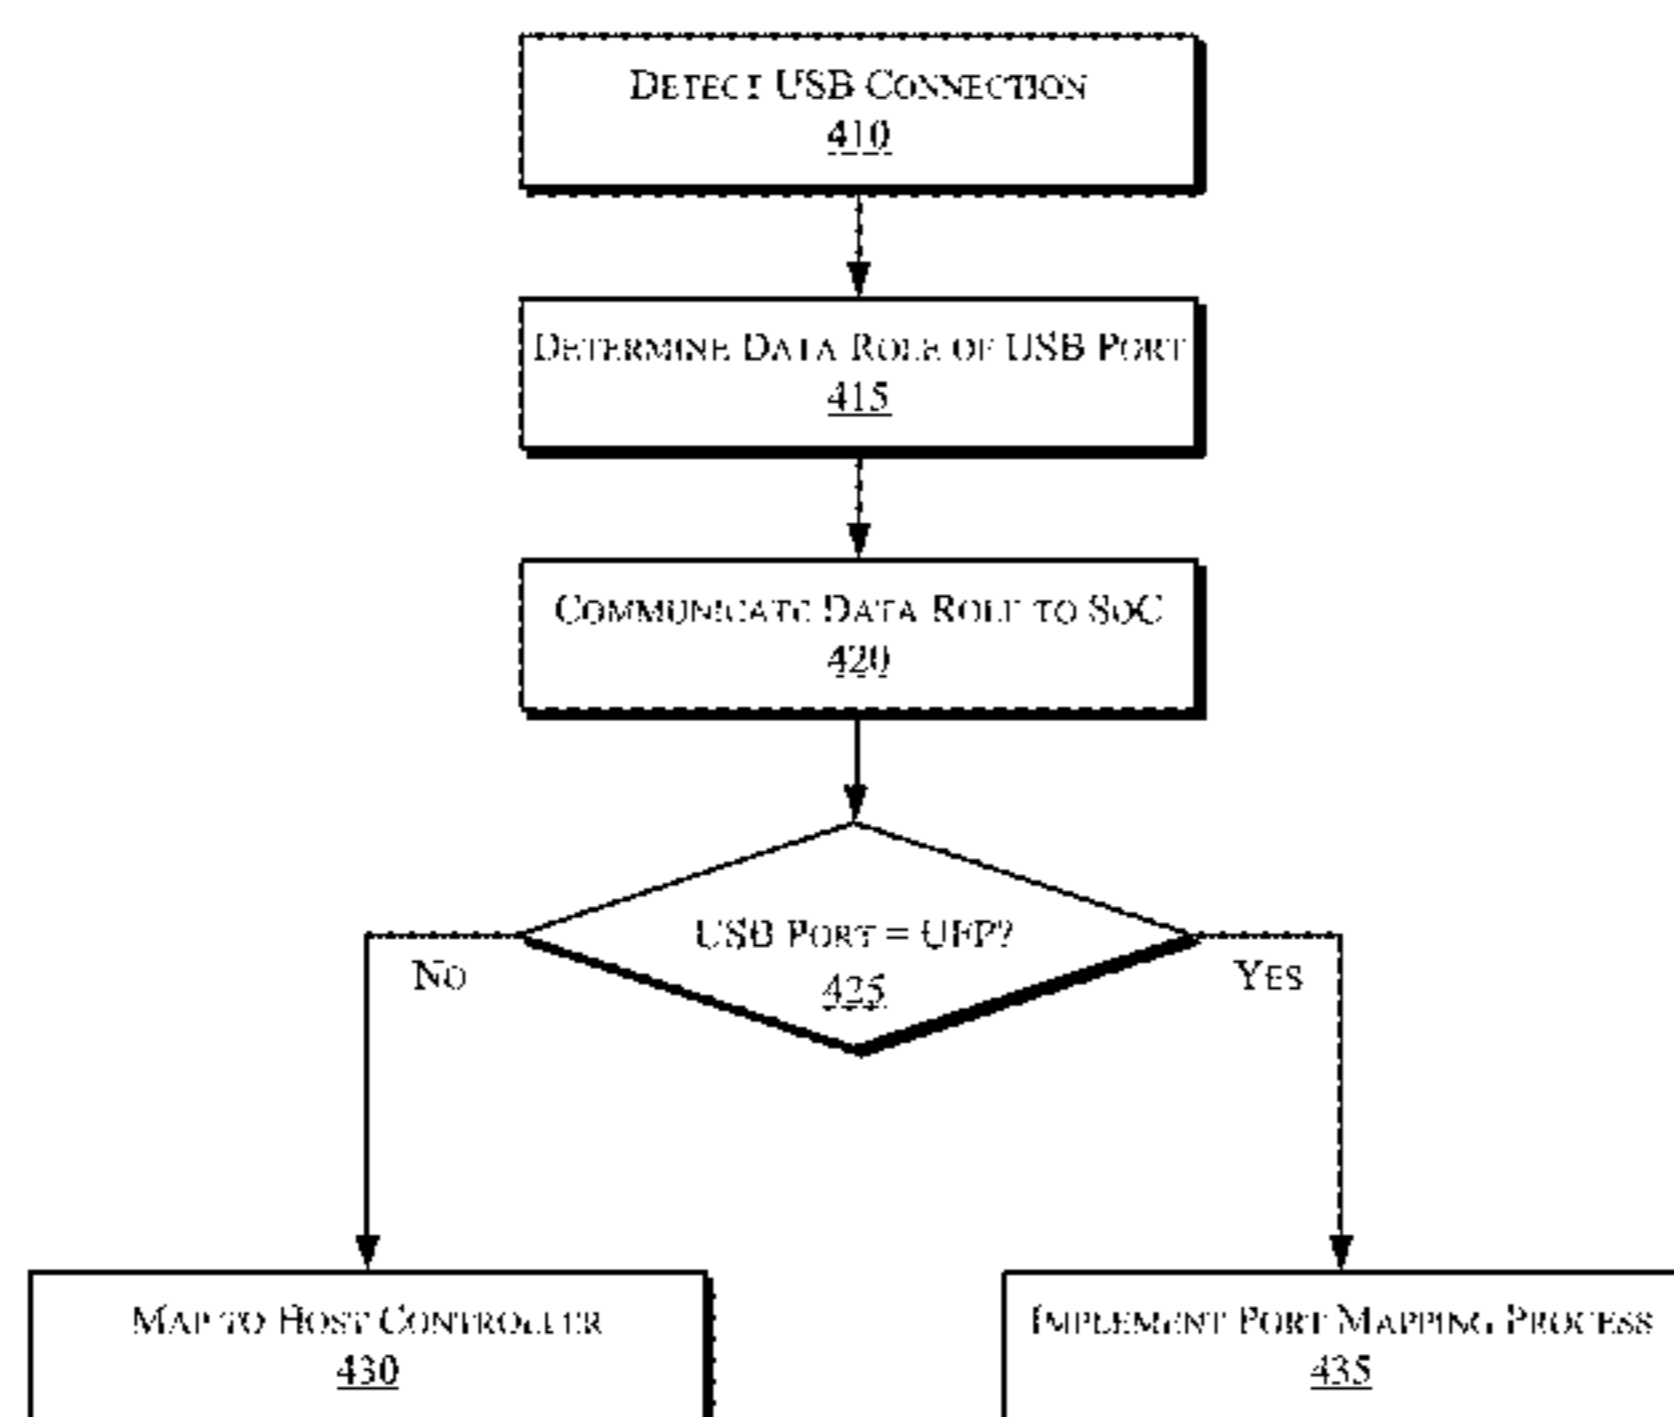 DETECT USB CONNECTION
410
DETERMINE DATA ROLE OF USB PORT
415
COMMUNICATE DATA ROLE TO SOC
420
USB PORT = UFP?
425
NO
YES
MAP TO HOST CONTROLLER
430
IMPLEMENT PORT MAPPING PROCESS
435